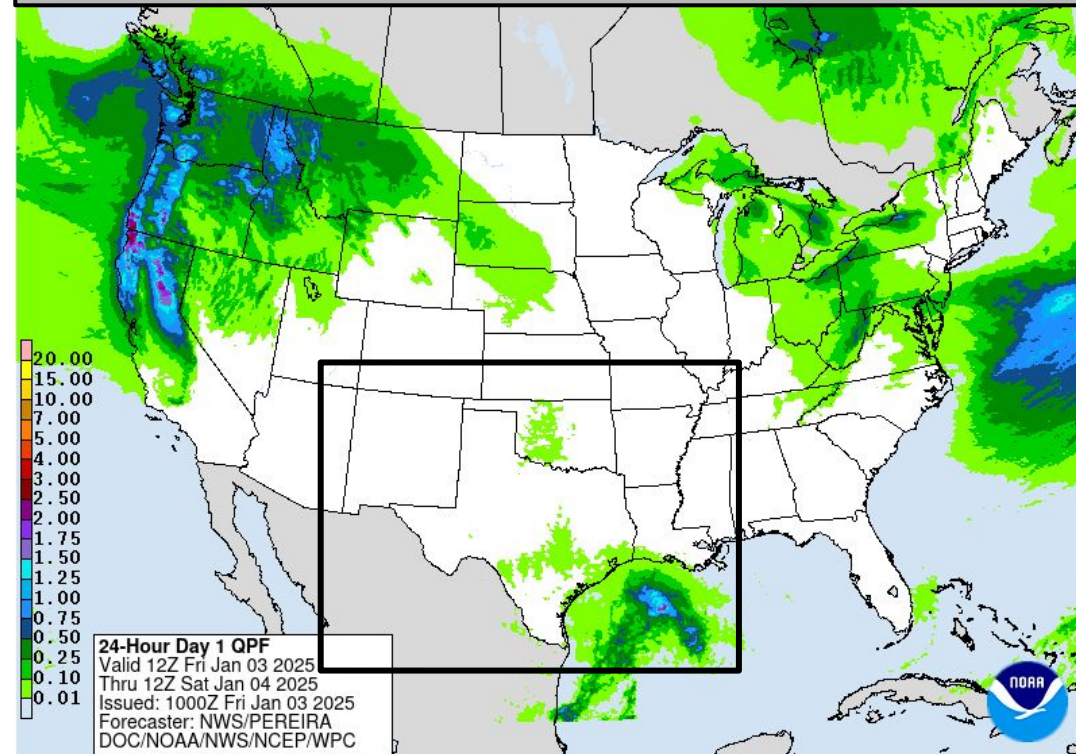 20.00
15.00
10.00
7.00
5.00
4.00
3.00
2.50
2.00
1.75
1.50
1.25
1.00
0.75
0.50
0.25
0.10
0.01
24-Hour Day 1 QPF
Valid 12Z Fri Jan 03 2025
Thru 12Z Sat Jan 04 2025
Issued: 1000Z Fri Jan 03 2025
Forecaster: NWS/PEREIRA
DOC/NOAA/NWS/NCEP/WPC
NOAA